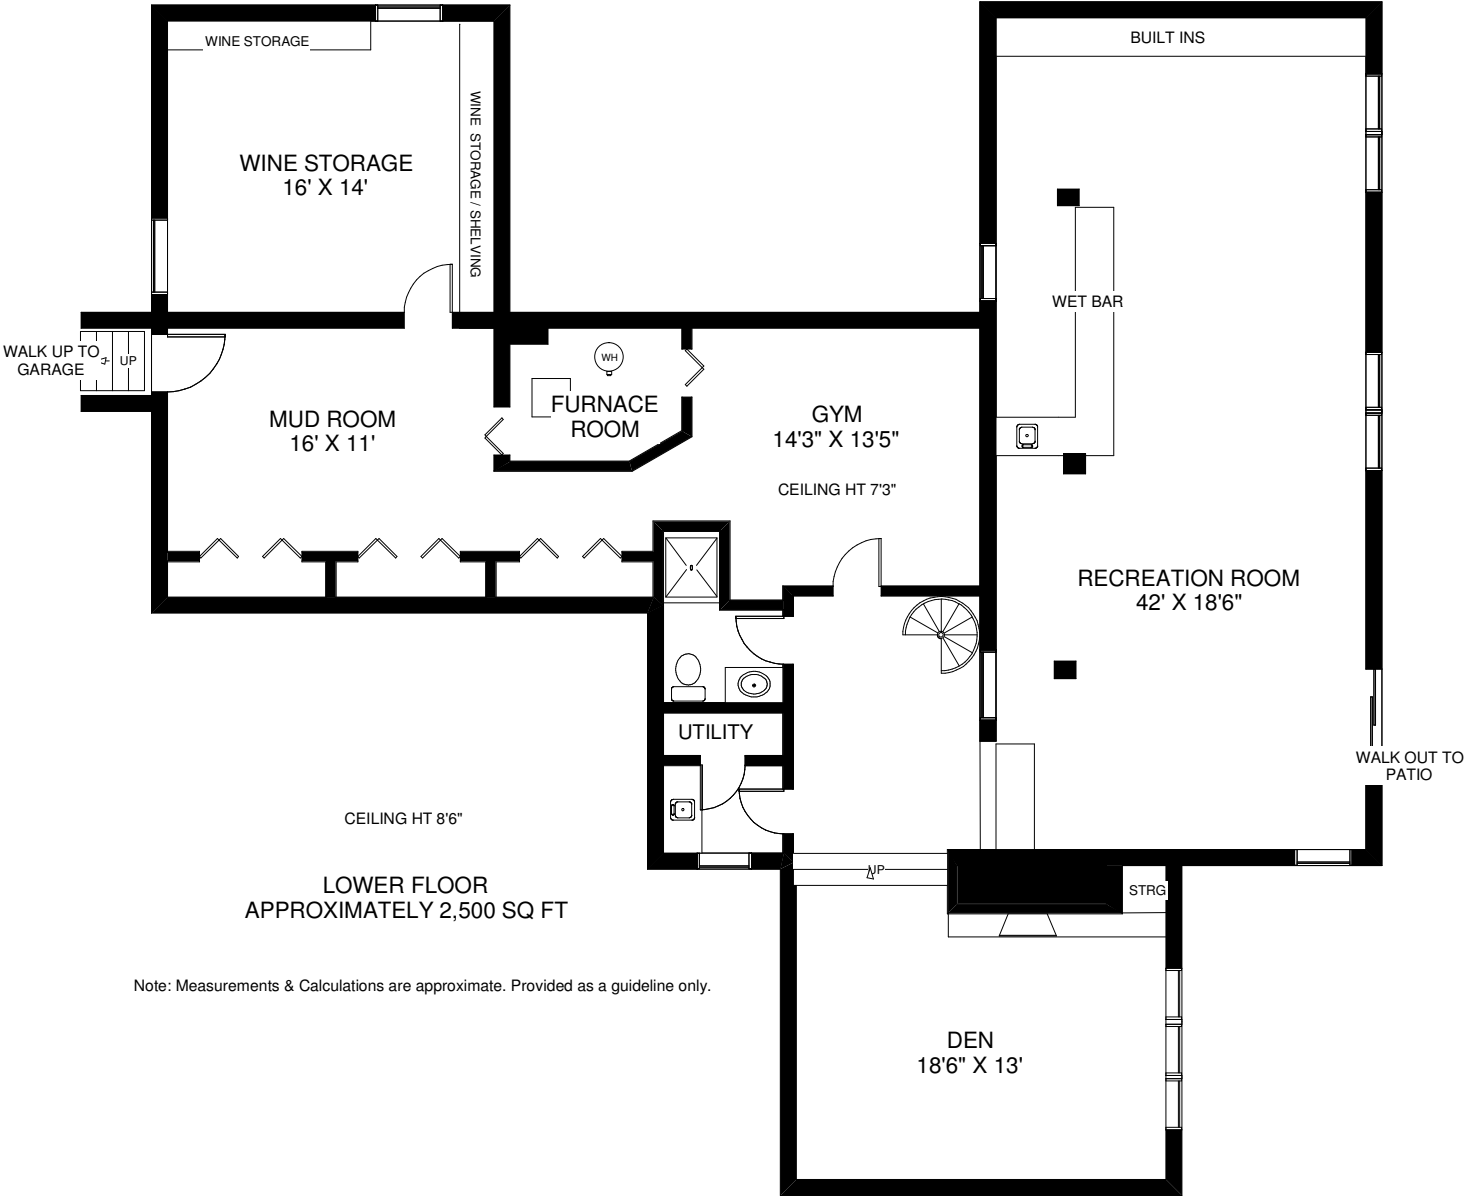 WINE STORAGE
BUILT INS
WINE STORAGE / SHELVING
WINE STORAGE
16' X 14'
WET BAR
WALK UP TO
GARAGE
UP
WH
MUD ROOM
16' X 11'
FURNACE
ROOM
GYM
14'3" X 13'5"
CEILING HT 7'3"
RECREATION ROOM
42' X 18'6"
UTILITY
WALK OUT TO
PATIO
CEILING HT 8'6"
UP
STRG
LOWER FLOOR
APPROXIMATELY 2,500 SQ FT
Note: Measurements & Calculations are approximate. Provided as a guideline only.
DEN
18'6" X 13'